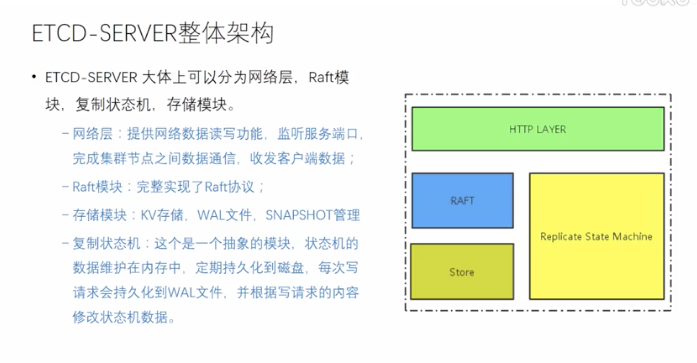 ETCD-SERVER整体架构
• ETCD-SERVER 大体上可以分为网络层，Raft模
块，复制状态机，存储模块。
– 网络层：提供网络数据读写功能，监听服务端口，
完成集群节点之间数据通信，收发客户端数据；
– Raft模块：完整实现了Raft协议；
– 存储模块：KV存储，WAL文件，SNAPSHOT管理
– 复制状态机：这个是一个抽象的模块，状态机的
数据维护在内存中，定期持久化到磁盘，每次写
请求会持久化到WAL文件，并根据写请求的内容
修改状态机数据。
HTTP LAYER
RAFT
Replicate State Machine
Store